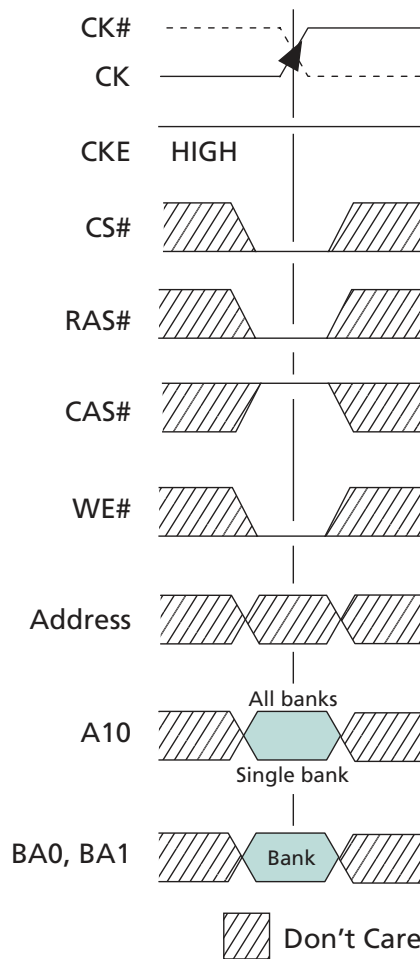 CK#
CK
CKE HIGH
CS#
RAS#
CAS#
WE#
Address
All banks
A10
Single bank
BA0, BA1 Bank
Don't Care